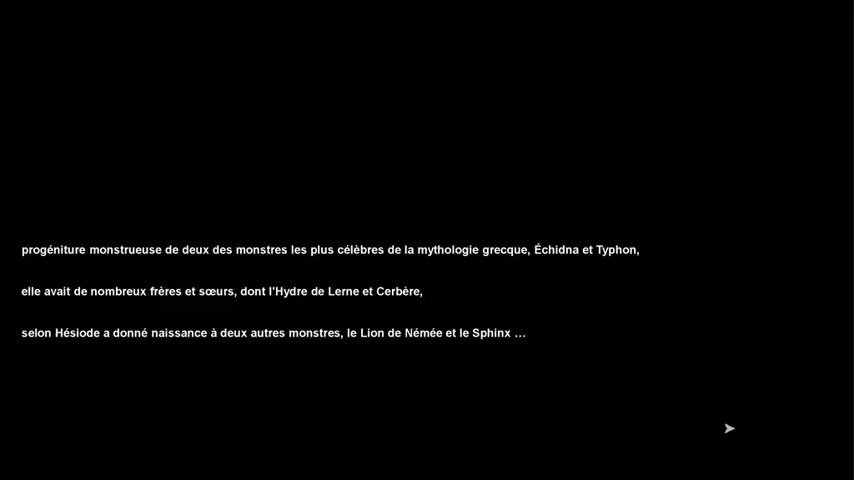 progéniture monstrueuse de deux des monstres les plus célèbres de la mythologie grecque, Échidna et Typhon,
elle avait de nombreux frères et sœurs, dont l'Hydre de Lerne et Cerbère,
selon Hésiode a donné naissance à deux autres monstres, le Lion de Némée et le Sphinx …